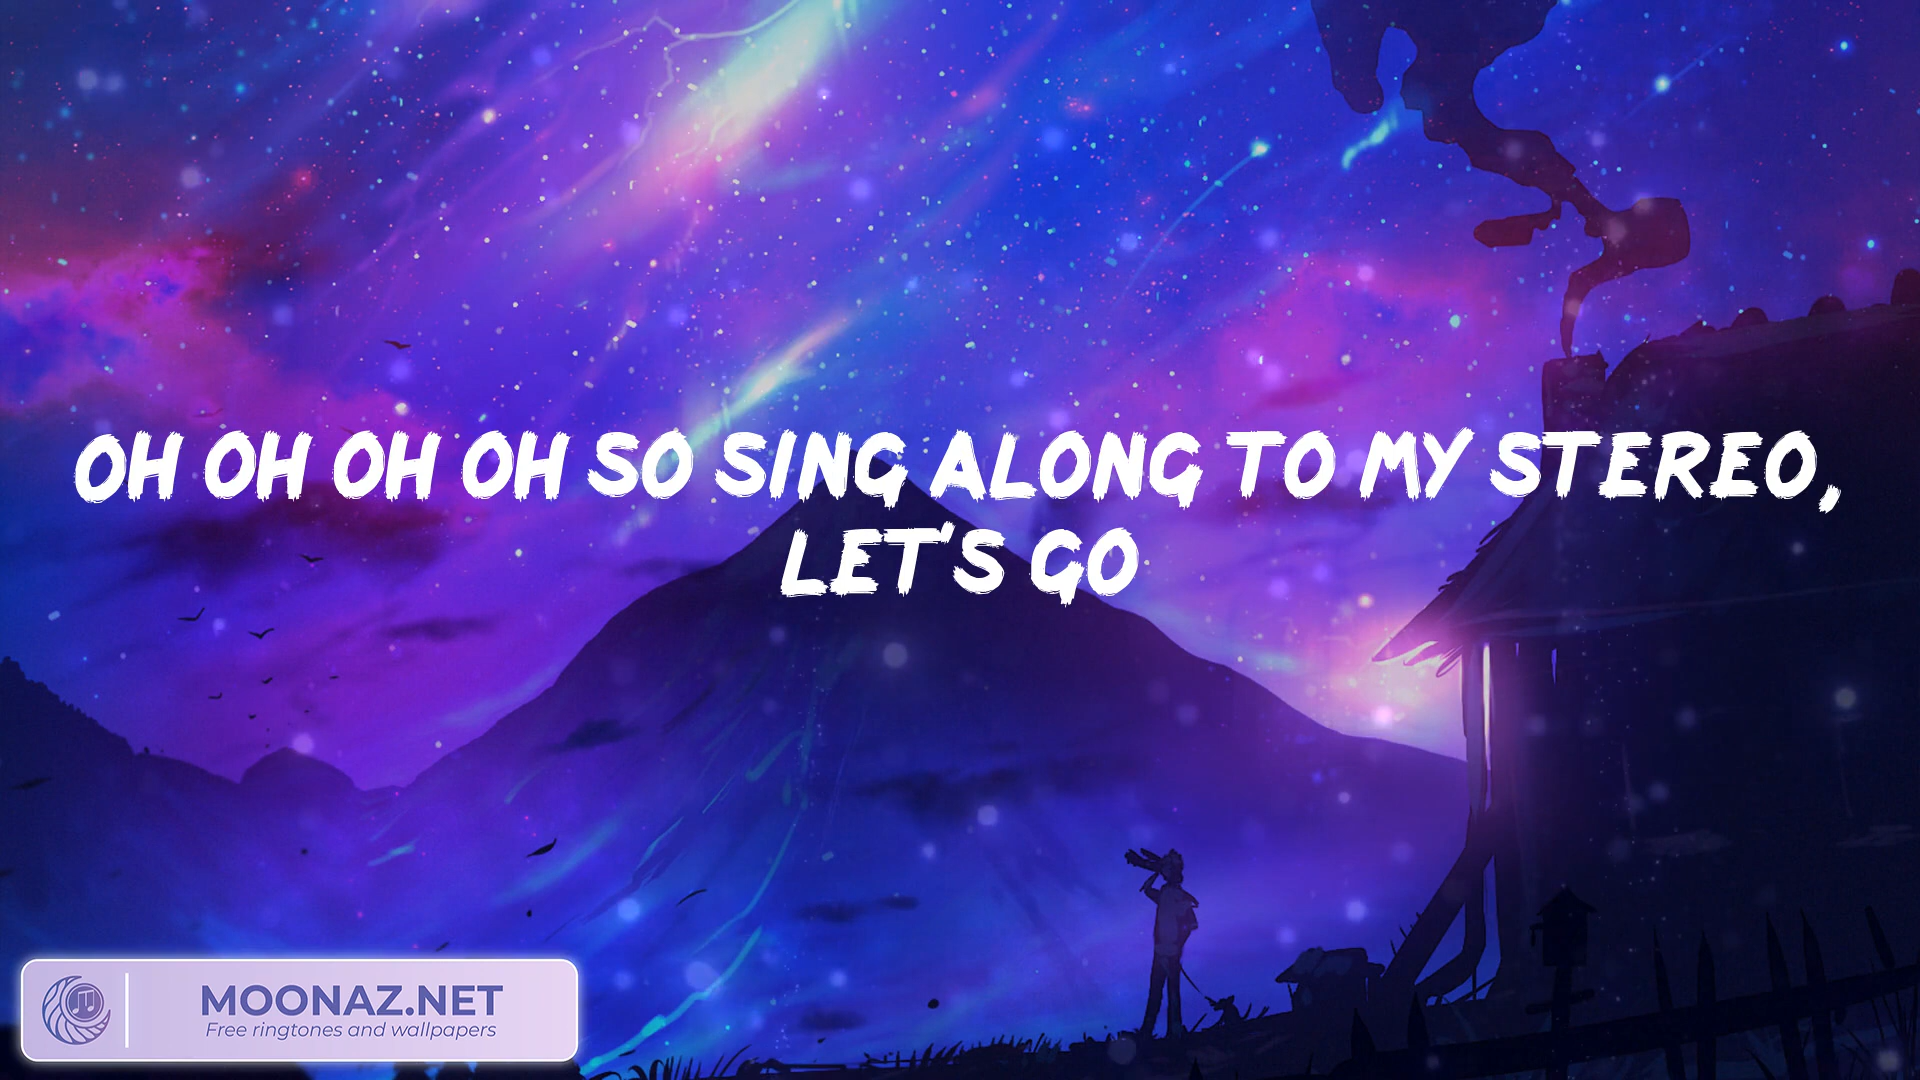 OH OH OH OH SO SING ALONG TO MY STEREO,
LET'S GO
MOONAZ.NET
Free ringtones and wallpapers